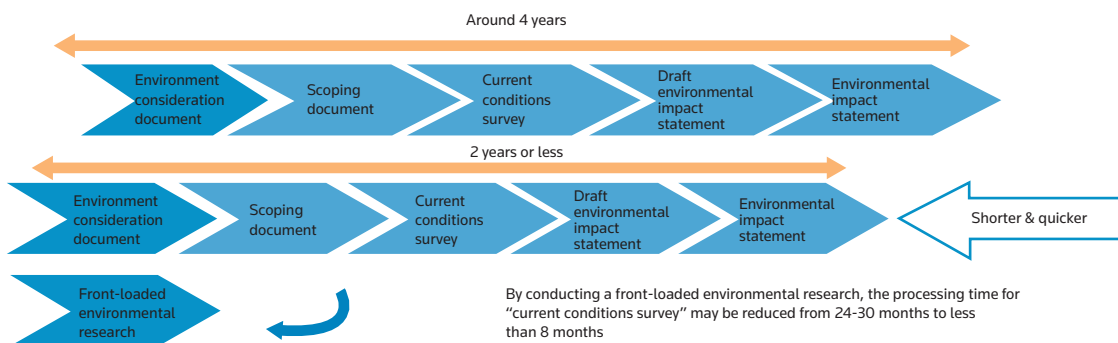 Around 4 years
Environment
consideration
document
Scoping
document
Current
conditions
survey
Draft
environmental
impact
statement
Environmental
impact
statement
2 years or less
Environment
consideration
document
Scoping
document
Current
conditions
survey
Draft
environmental
impact
statement
Environmental
impact
statement
Shorter & quicker
Front-loaded
environmental
research
By conducting a front-loaded environmental research, the processing time for
“current conditions survey” may be reduced from 24-30 months to less
than 8 months